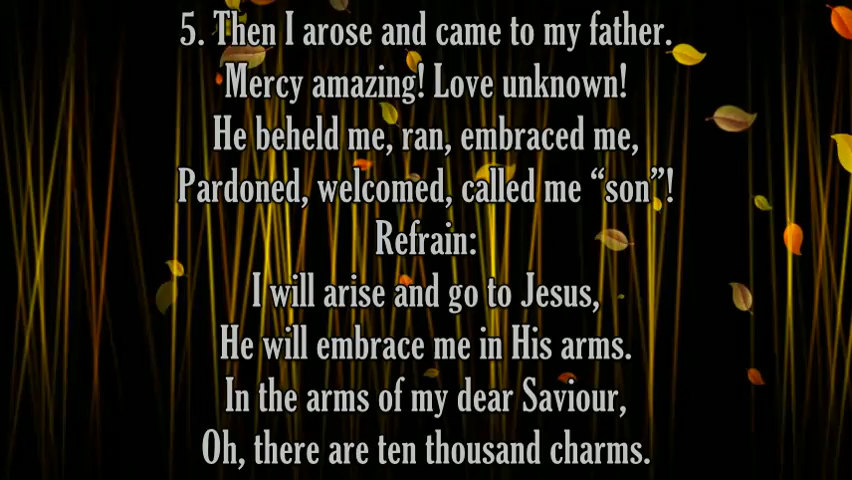 5. Then I arose and came to my father.
Mercy amazing! Love unknown!
He beheld me, ran, embraced me,
Pardoned, welcomed, called me “son”!
Refrain:
I will arise and go to Jesus,
He will embrace me in His arms.
In the arms of my dear Saviour,
Oh, there are ten thousand charms.